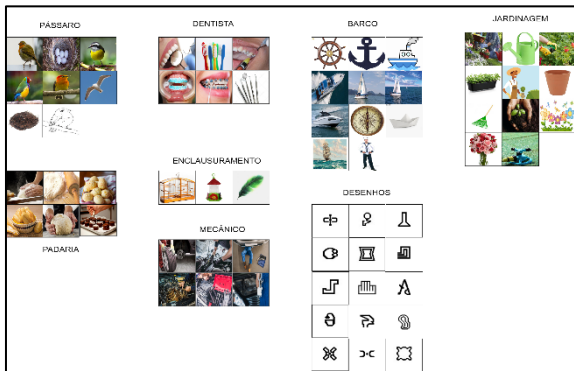 PÁSSARO
DENTISTA
BARCO
JARDINAGEM
ENCLAUSURAMENTO
DESENHOS
MECÂNICO
PADARIA